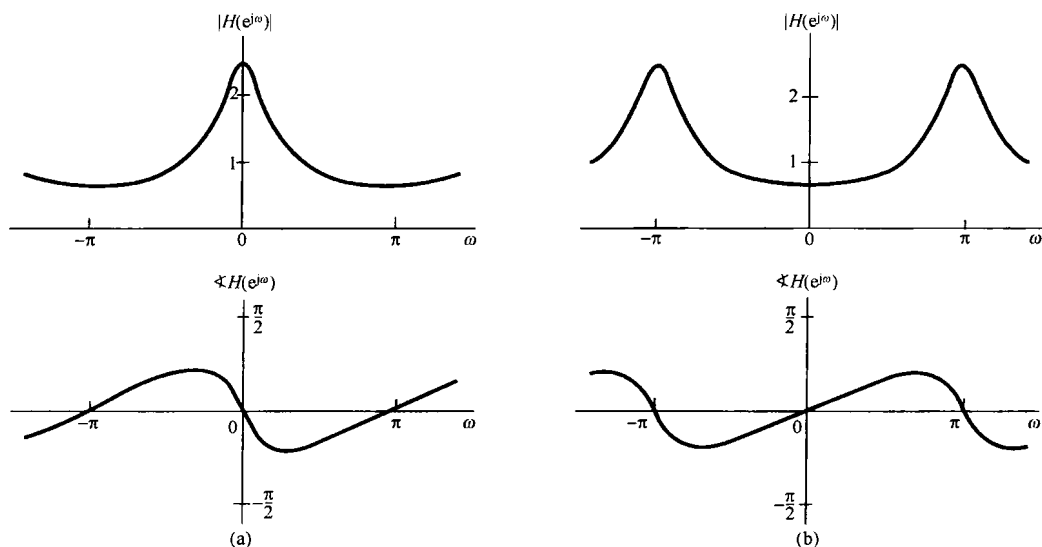 |H(e^{jω})|
2
1
−π
0
π
ω
∢H(e^{jω})
π/2
−π
0
π
ω
−π/2
(a)
|H(e^{jω})|
2
1
−π
0
π
ω
∢H(e^{jω})
π/2
−π
0
π
ω
−π/2
(b)